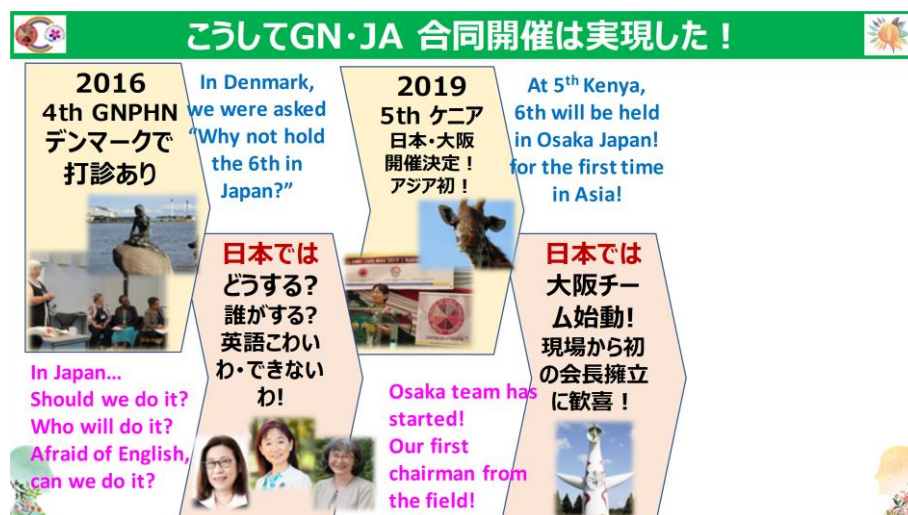 こうしてGN・JA 合同開催は実現した！
2016
4th GNPHN
デンマークで
打診あり
In Denmark,
we were asked
“Why not hold
the 6th in
Japan?”
2019
5th ケニア
日本・大阪
開催決定！
アジア初！
At 5th Kenya,
6th will be held
in Osaka Japan!
for the first time
in Asia!
日本では
どうする?
誰がする?
英語こわい
わ・できない
わ!
In Japan…
Should we do it?
Who will do it?
Afraid of English,
can we do it?
日本では
大阪チー
ム始動!
現場から初
の会長擁立
に歓喜！
Osaka team has
started!
Our first
chairman from
the field!